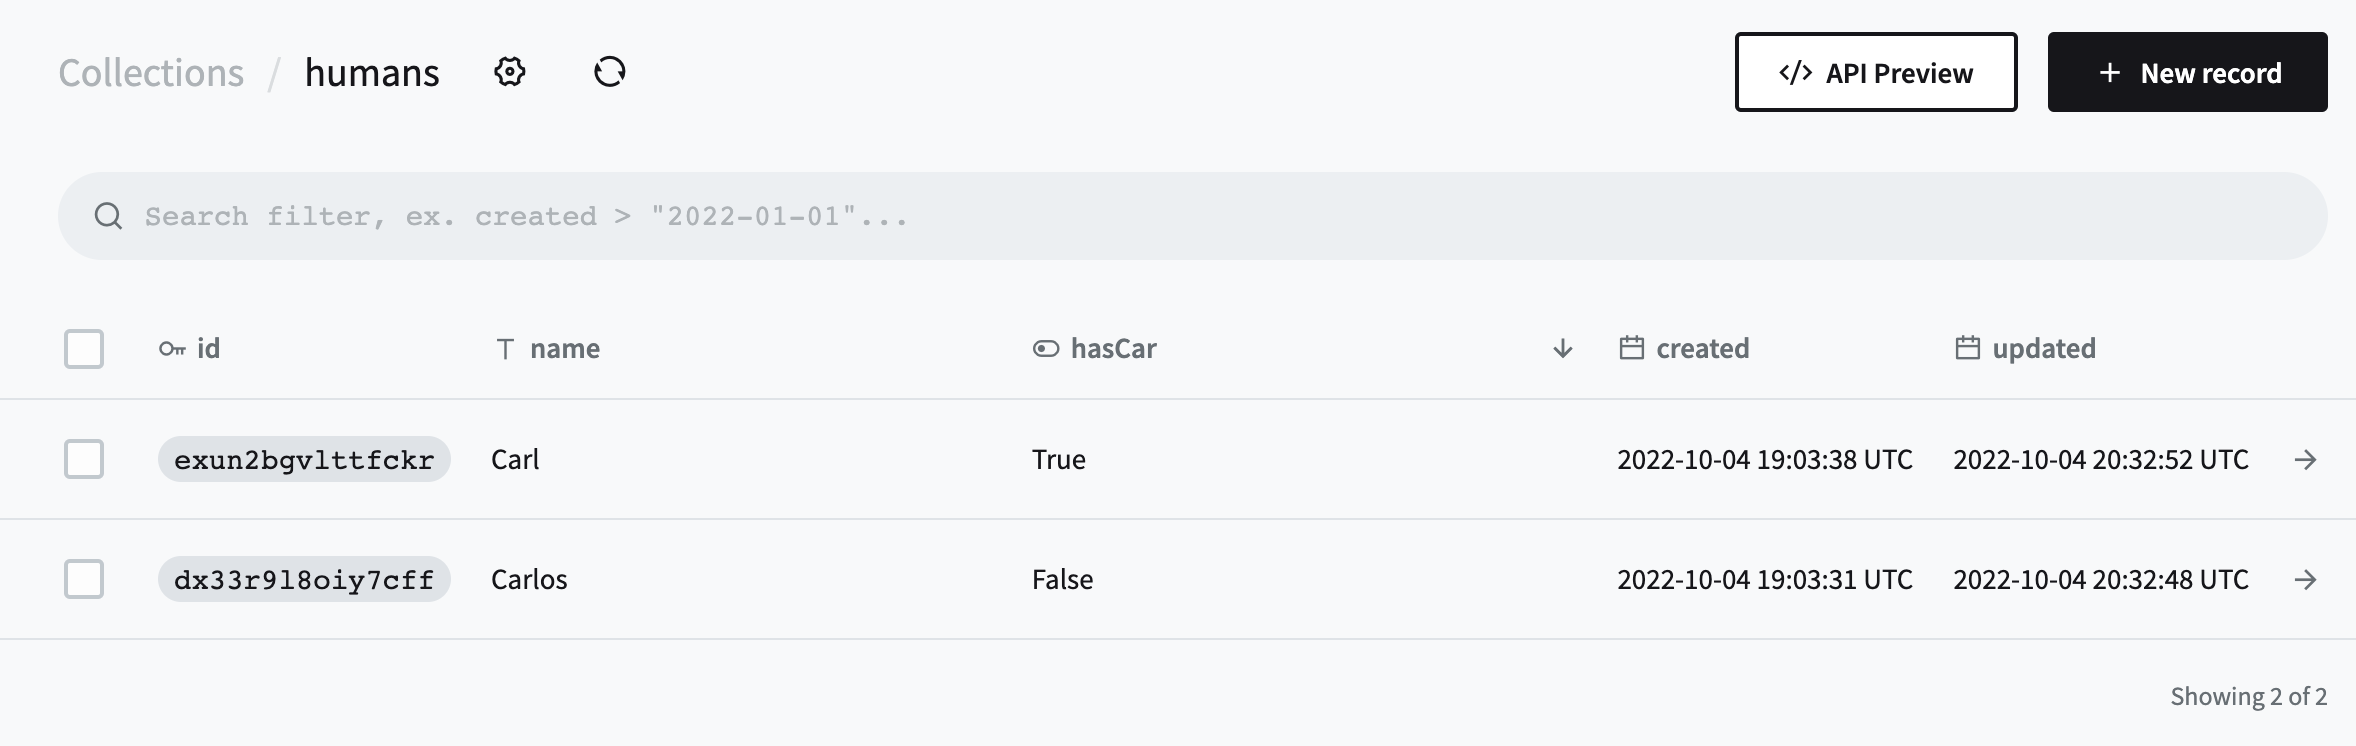 Collections / humans
</> API Preview
+ New record
Search filter, ex. created > "2022-01-01"...
id name hasCar created updated
exun2bgvlttfckr Carl True 2022-10-04 19:03:38 UTC 2022-10-04 20:32:52 UTC
dx33r9l8oiy7cff Carlos False 2022-10-04 19:03:31 UTC 2022-10-04 20:32:48 UTC
Showing 2 of 2